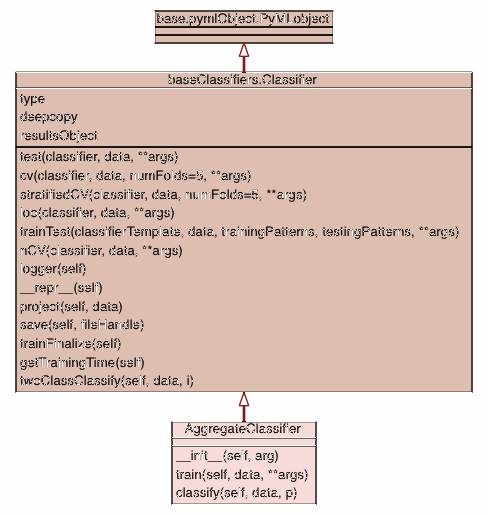 base.pymlObject.PyMLobject
baseClassifiers.Classifier
type
deepcopy
resultsObject
test(classifier, data, **args)
cv(classifier, data, numFolds=5, **args)
stratifiedCV(classifier, data, numFolds=5, **args)
loo(classifier, data, **args)
trainTest(classifierTemplate, data, trainingPatterns, testingPatterns, **args)
nCV(classifier, data, **args)
logger(self)
__repr__(self)
project(self, data)
save(self, fileHandle)
trainFinalize(self)
getTrainingTime(self)
twoClassClassify(self, data, i)
AggregateClassifier
__init__(self, arg)
train(self, data, **args)
classify(self, data, p)